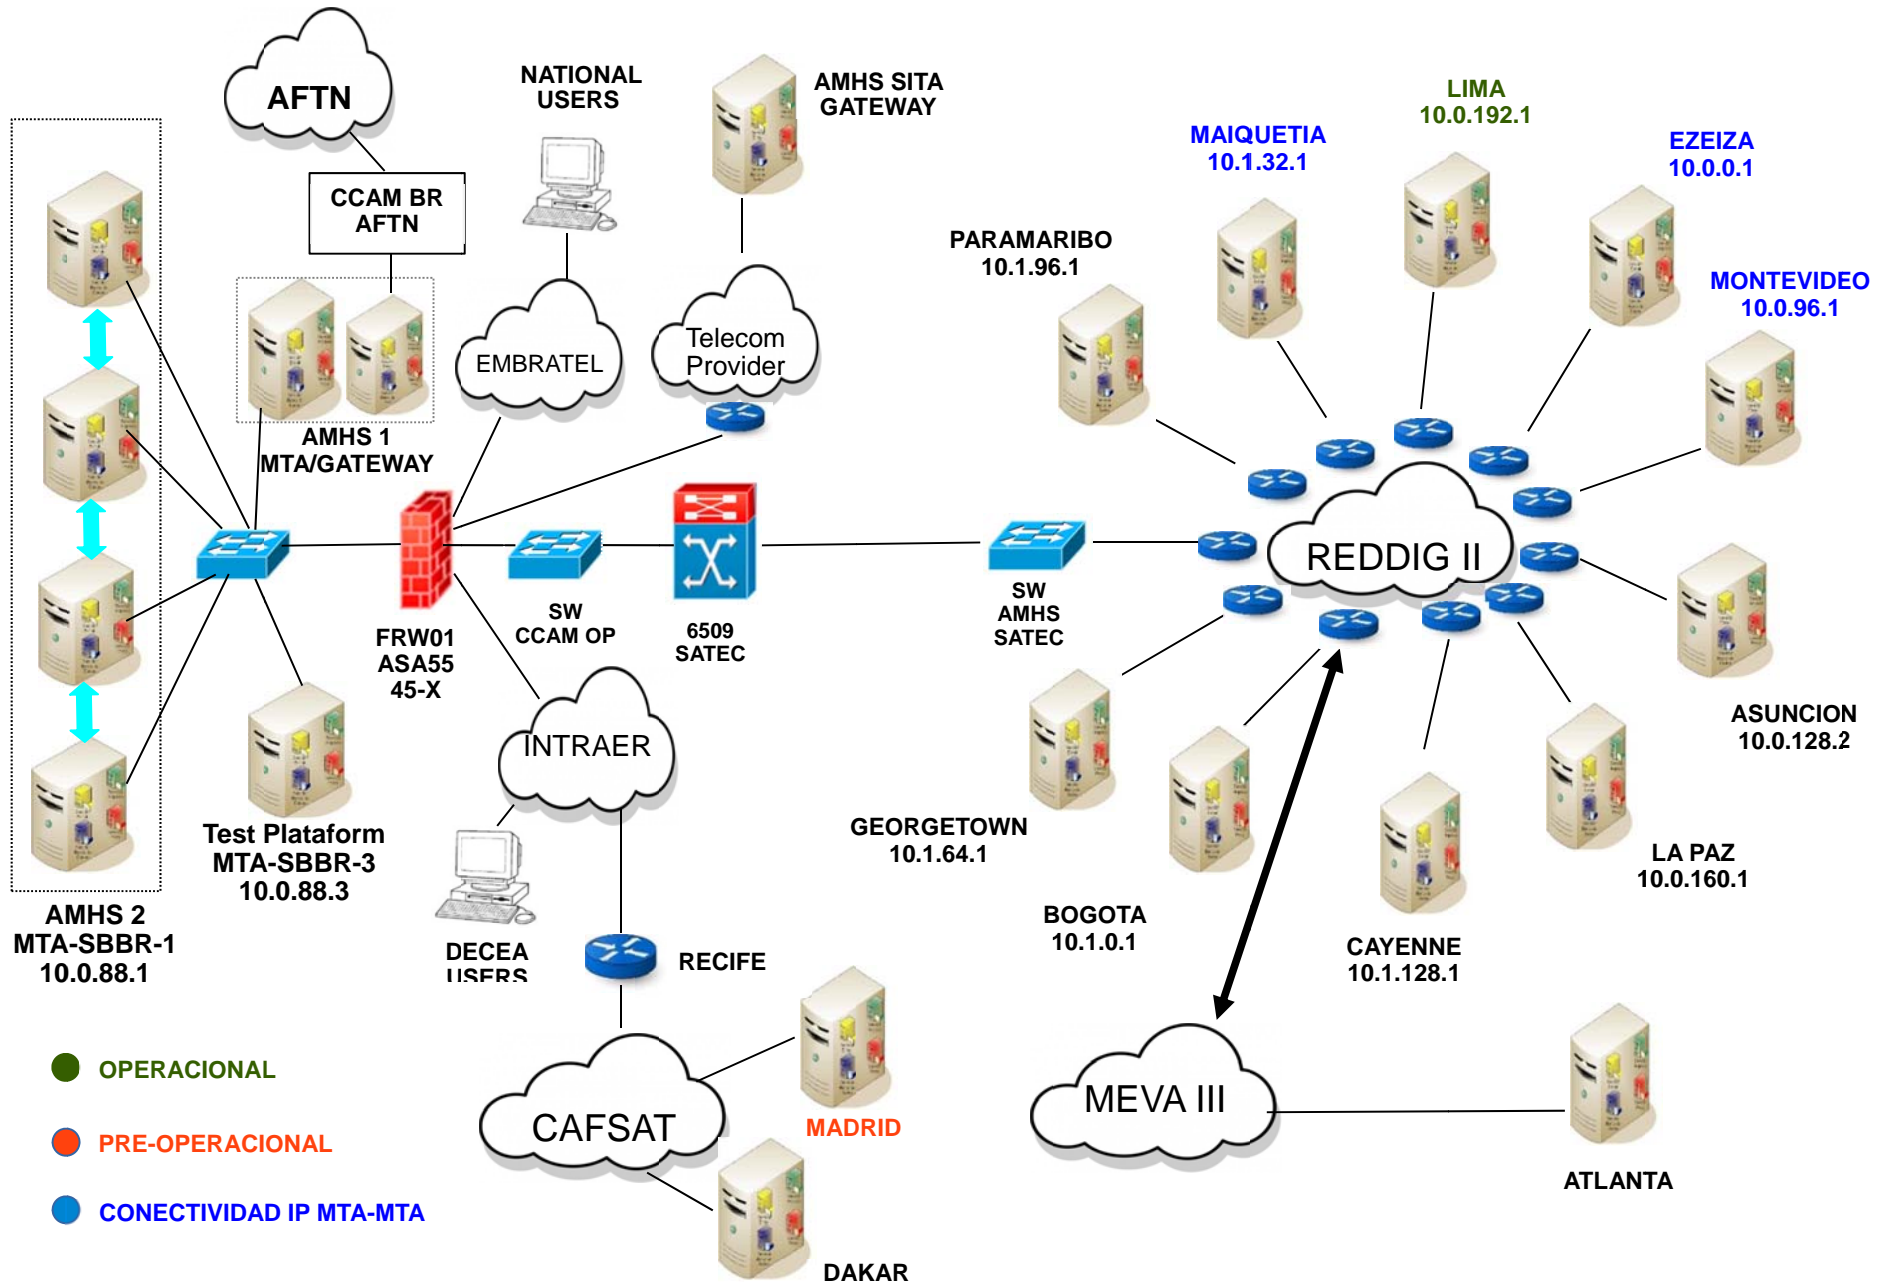 AFTN
NATIONAL
USERS
AMHS SITA
GATEWAY
LIMA
10.0.192.1
MAIQUETIA
10.1.32.1
EZEIZA
10.0.0.1
CCAM BR
AFTN
PARAMARIBO
10.1.96.1
MONTEVIDEO
10.0.96.1
EMBRATEL
Telecom
Provider
AMHS 1
MTA/GATEWAY
REDDIG II
FRW01
ASA55
45-X
SW
CCAM OP
6509
SATEC
SW
AMHS
SATEC
INTRAER
ASUNCION
10.0.128.2
Test Plataform
MTA-SBBR-3
10.0.88.3
GEORGETOWN
10.1.64.1
LA PAZ
10.0.160.1
AMHS 2
MTA-SBBR-1
10.0.88.1
BOGOTA
10.1.0.1
CAYENNE
10.1.128.1
DECEA
USERS
RECIFE
OPERACIONAL
PRE-OPERACIONAL
CONECTIVIDAD IP MTA-MTA
CAFSAT
MADRID
DAKAR
MEVA III
ATLANTA